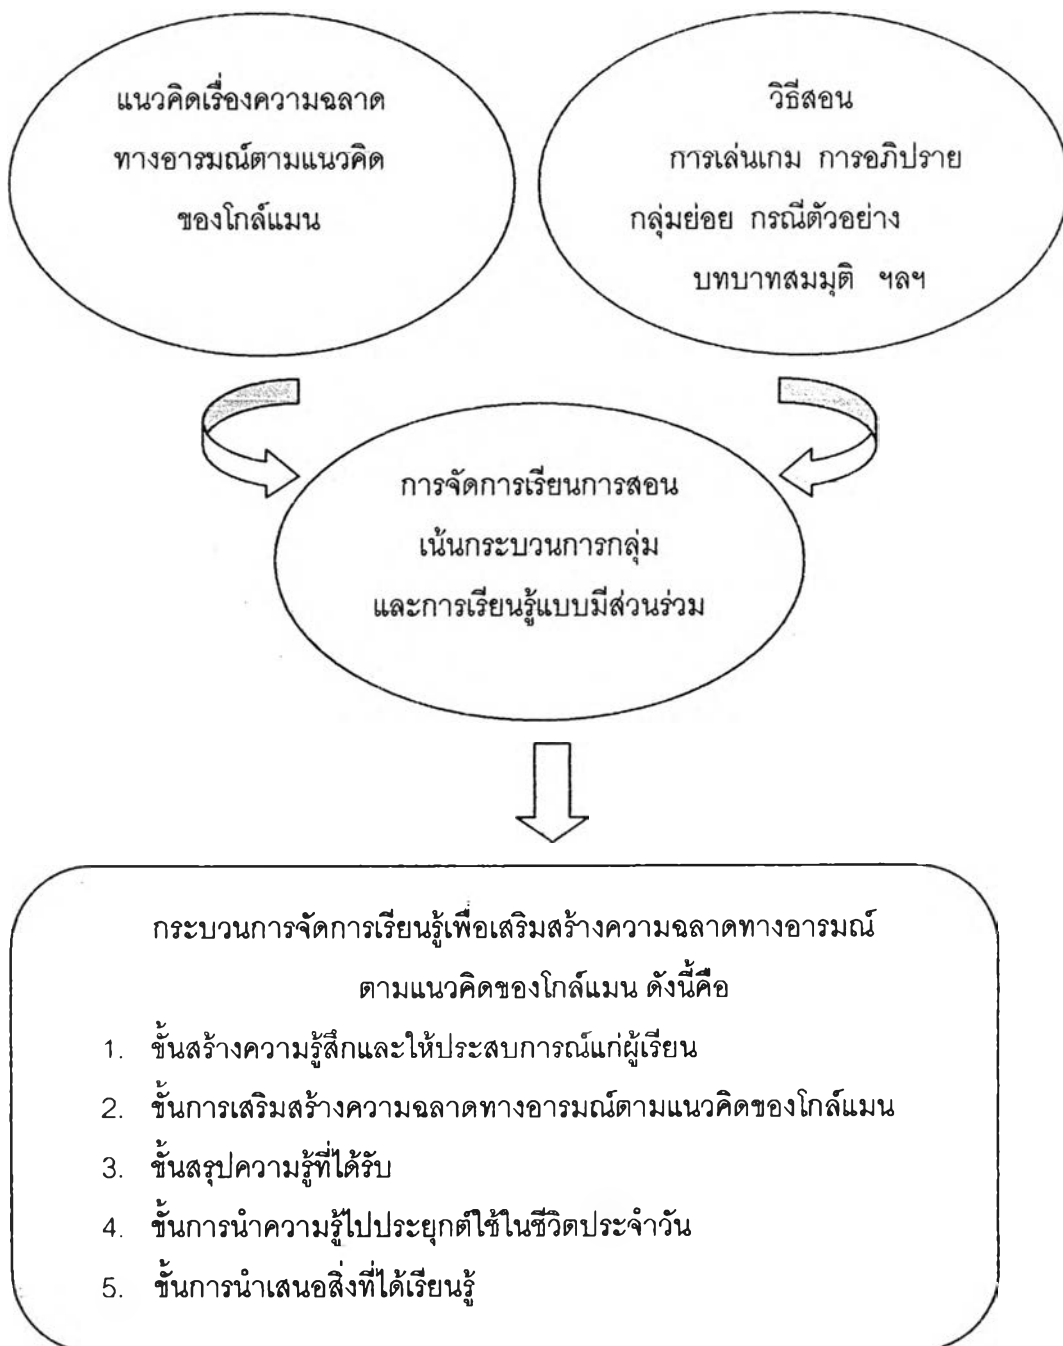 แนวคิดเรื่องความฉลาด
ทางอารมณ์ตามแนวคิด
ของโกล์แมน
วิธีสอน
การเล่นเกม การอภิปราย
กลุ่มย่อย กรณีตัวอย่าง
บทบาทสมมุติ ฯลฯ
การจัดการเรียนการสอน
เน้นกระบวนการกลุ่ม
และการเรียนรู้แบบมีส่วนร่วม
กระบวนการจัดการเรียนรู้เพื่อเสริมสร้างความฉลาดทางอารมณ์
ตามแนวคิดของโกล์แมน ดังนี้คือ
1. ขั้นสร้างความรู้สึกและให้ประสบการณ์แก่ผู้เรียน
2. ขั้นการเสริมสร้างความฉลาดทางอารมณ์ตามแนวคิดของโกล์แมน
3. ขั้นสรุปความรู้ที่ได้รับ
4. ขั้นการนำความรู้ไปประยุกต์ใช้ในชีวิตประจำวัน
5. ขั้นการนำเสนอสิ่งที่ได้เรียนรู้